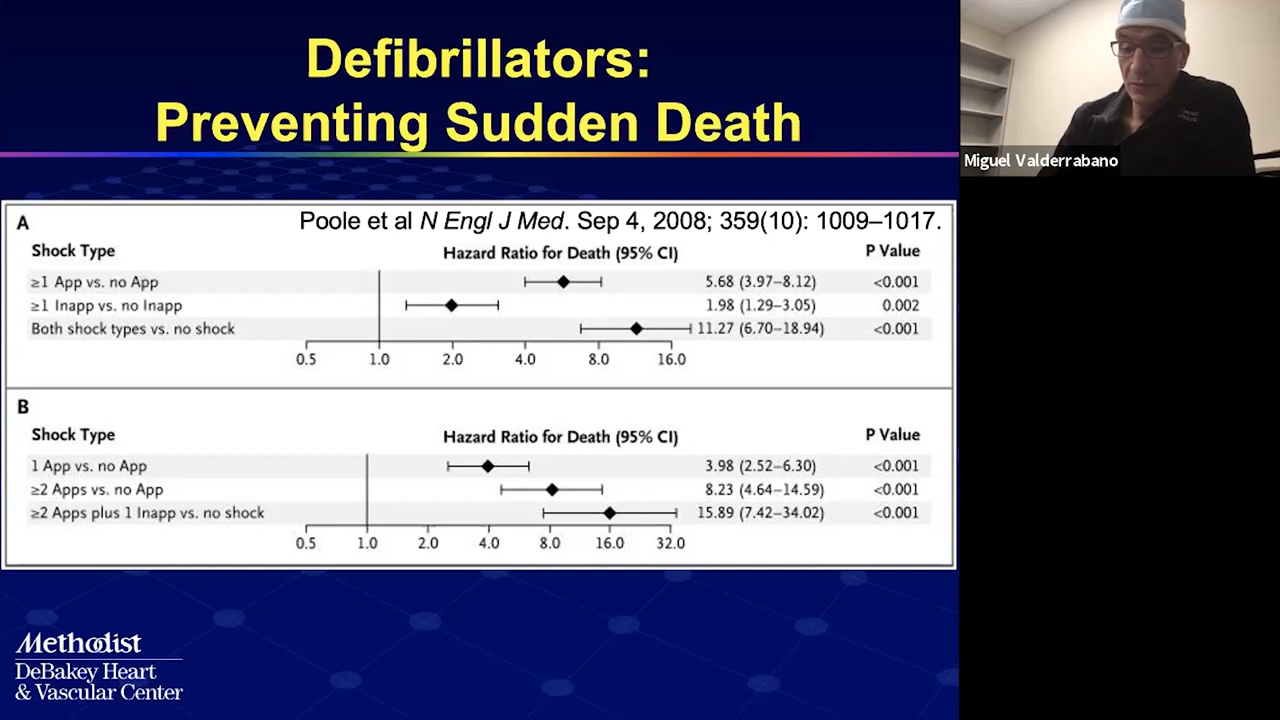 Defibrillators:
Preventing Sudden Death
Miguel Valderrabano
A
Poole et al N Engl J Med. Sep 4, 2008; 359(10): 1009–1017.
Shock Type Hazard Ratio for Death (95% CI) P Value
≥1 App vs. no App 5.68 (3.97–8.12) <0.001
≥1 Inapp vs. no Inapp 1.98 (1.29–3.05) 0.002
Both shock types vs. no shock 11.27 (6.70–18.94) <0.001
0.5 1.0 2.0 4.0 8.0 16.0
B
Shock Type Hazard Ratio for Death (95% CI) P Value
1 App vs. no App 3.98 (2.52–6.30) <0.001
≥2 Apps vs. no App 8.23 (4.64–14.59) <0.001
≥2 Apps plus 1 Inapp vs. no shock 15.89 (7.42–34.02) <0.001
0.5 1.0 2.0 4.0 8.0 16.0 32.0
Methodist
DeBakey Heart
& Vascular Center